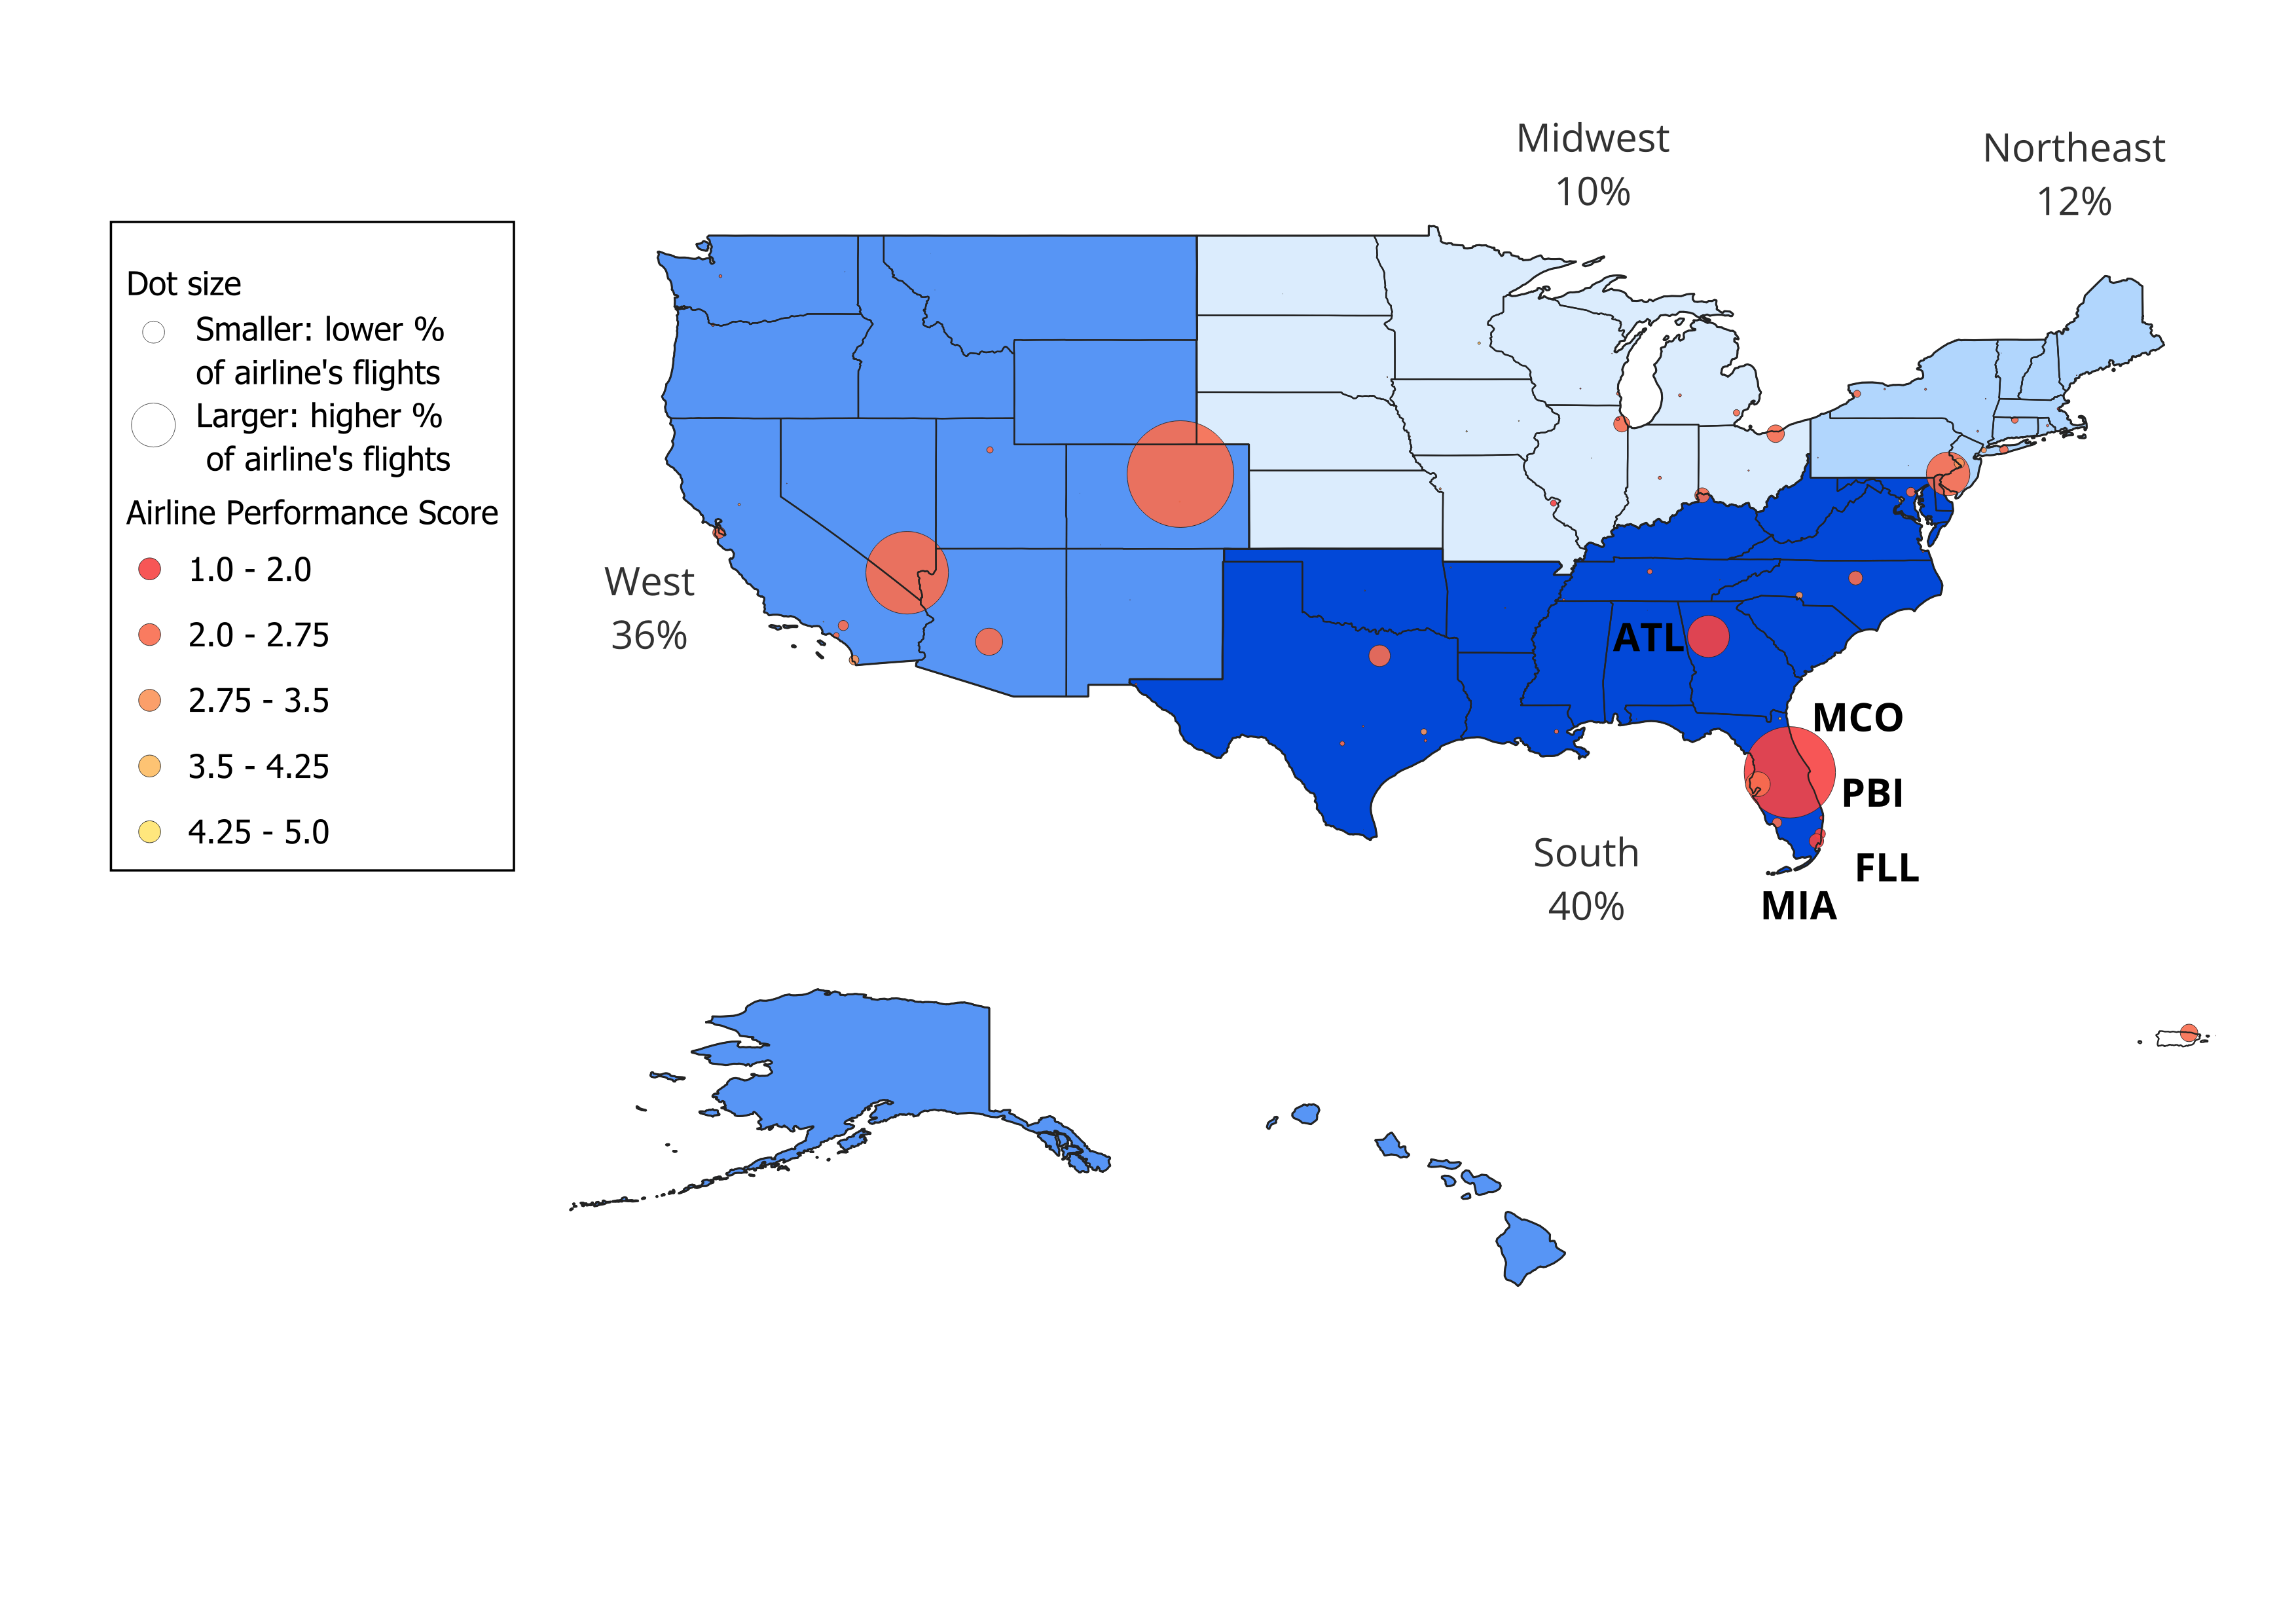 Midwest
10%
Northeast
12%
Dot size
Smaller: lower %
of airline's flights
Larger: higher %
of airline's flights
Airline Performance Score
1.0 - 2.0
2.0 - 2.75
2.75 - 3.5
3.5 - 4.25
4.25 - 5.0
West
36%
ATL
MCO
PBI
South
40%
FLL
MIA